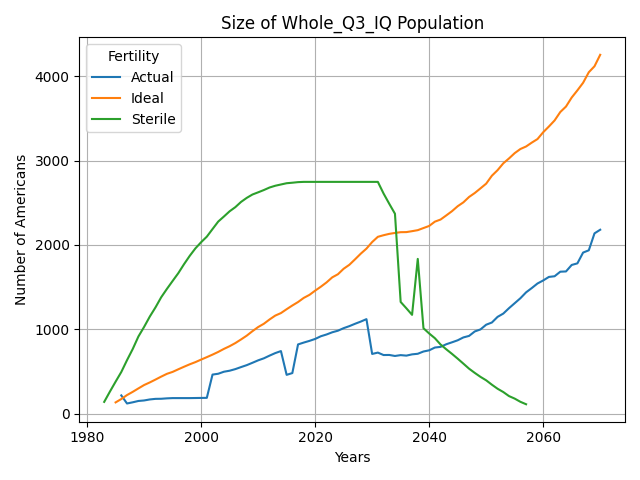 Size of Whole_Q3_IQ Population
Fertility
Actual
Ideal
Sterile
Number of Americans
4000
3000
2000
1000
0
1980
2000
2020
2040
2060
Years